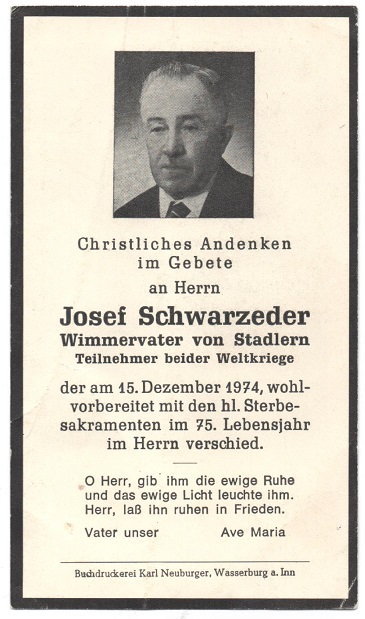 Christliches Andenken
im Gebete
an Herrn
Josef Schwarzeder
Wimmervater von Stadlern
Teilnehmer beider Weltkriege
der am 15. Dezember 1974, wohl-
vorbereitet mit den hl. Sterbe-
sakramenten im 75. Lebensjahr
im Herrn verschied.
O Herr, gib ihm die ewige Ruhe
und das ewige Licht leuchte ihm.
Herr, laß ihn ruhen in Frieden.
Vater unser Ave Maria
Buchdruckerei Karl Neuburger, Wasserburg a. Inn